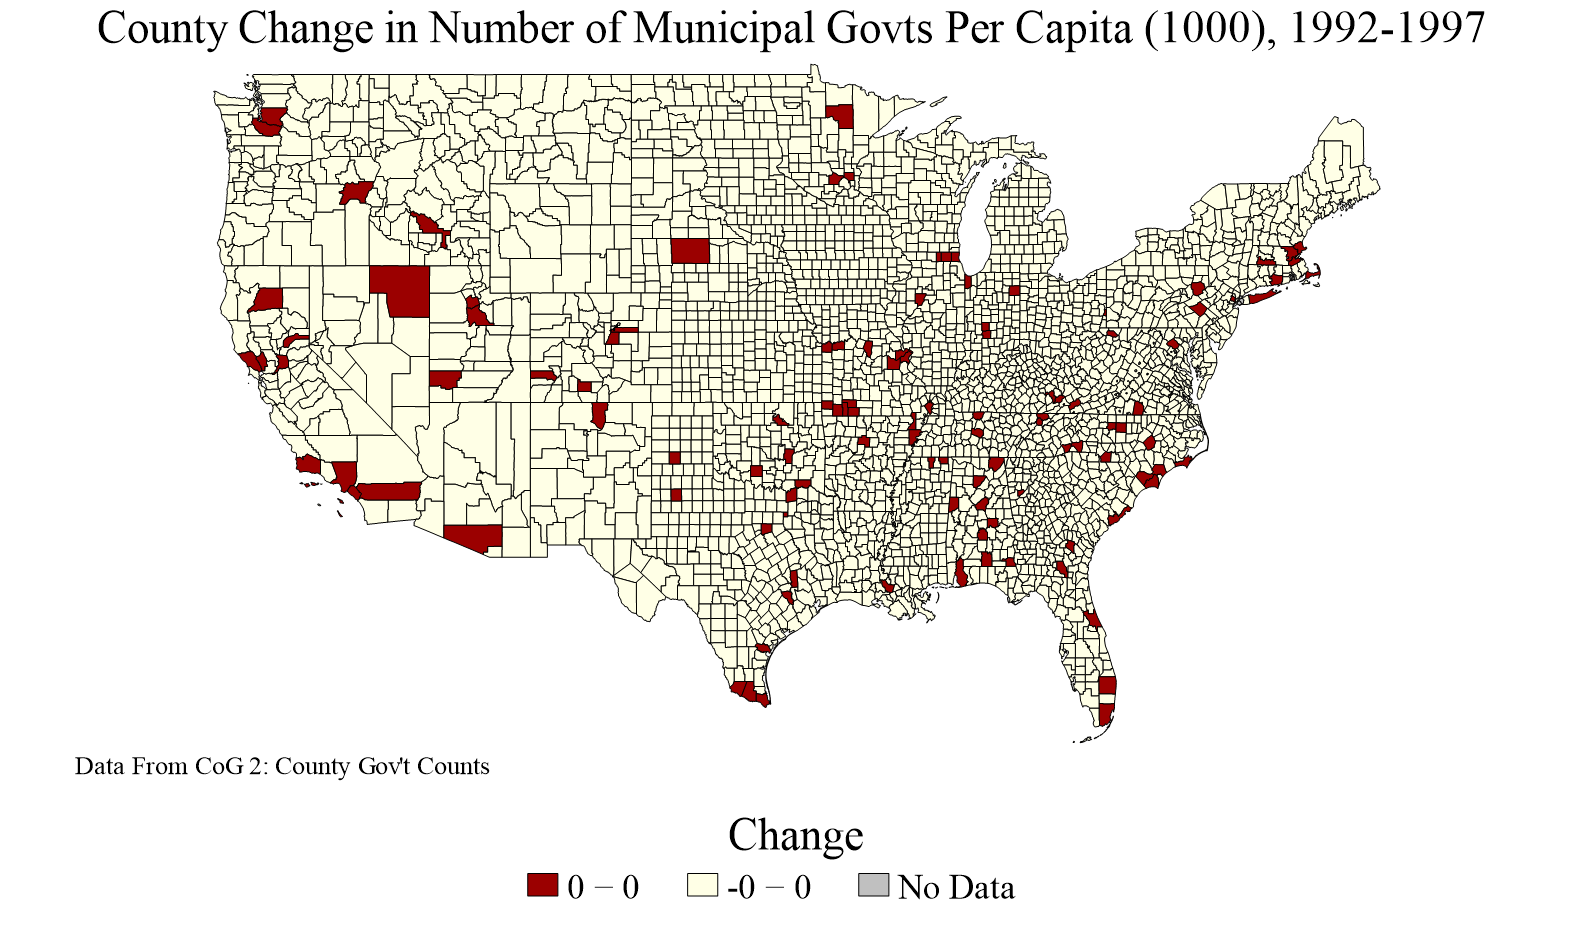 County Change in Number of Municipal Govts Per Capita (1000), 1992-1997
Data From CoG 2: County Gov't Counts
Change
0 − 0
-0 − 0
No Data